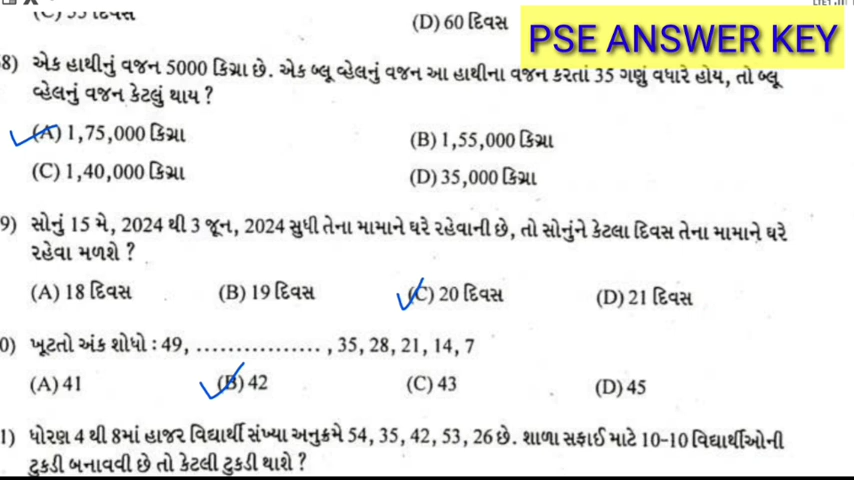 (D) 60 દિવસ
PSE ANSWER KEY
8) એક હાથીનું વજન 5000 કિગ્રા છે. એક બ્લૂ વ્હેલનું વજન આ હાથીના વજન કરતાં 35 ગણું વધારે હોય, તો બ્લૂ
વ્હેલનું વજન કેટલું થાય ?
(A) 1,75,000 કિગ્રા (B) 1,55,000 કિગ્રા
(C) 1,40,000 કિગ્રા (D) 35,000 કિગ્રા
9) સોનું 15 મે, 2024 થી 3 જૂન, 2024 સુધી તેના મામાને ઘરે રહેવાની છે, તો સોનુંને કેટલા દિવસ તેના મામાને ઘરે
રહેવા મળશે ?
(A) 18 દિવસ (B) 19 દિવસ (C) 20 દિવસ (D) 21 દિવસ
0) ખૂટતો અંક શોધો : 49, ................ , 35, 28, 21, 14, 7
(A) 41 (B) 42 (C) 43 (D) 45
1) ધોરણ 4 થી 8માં હાજર વિદ્યાર્થી સંખ્યા અનુક્રમે 54, 35, 42, 53, 26 છે. શાળા સફાઈ માટે 10-10 વિદ્યાર્થીઓની
ટુકડી બનાવવી છે તો કેટલી ટુકડી થાશે ?